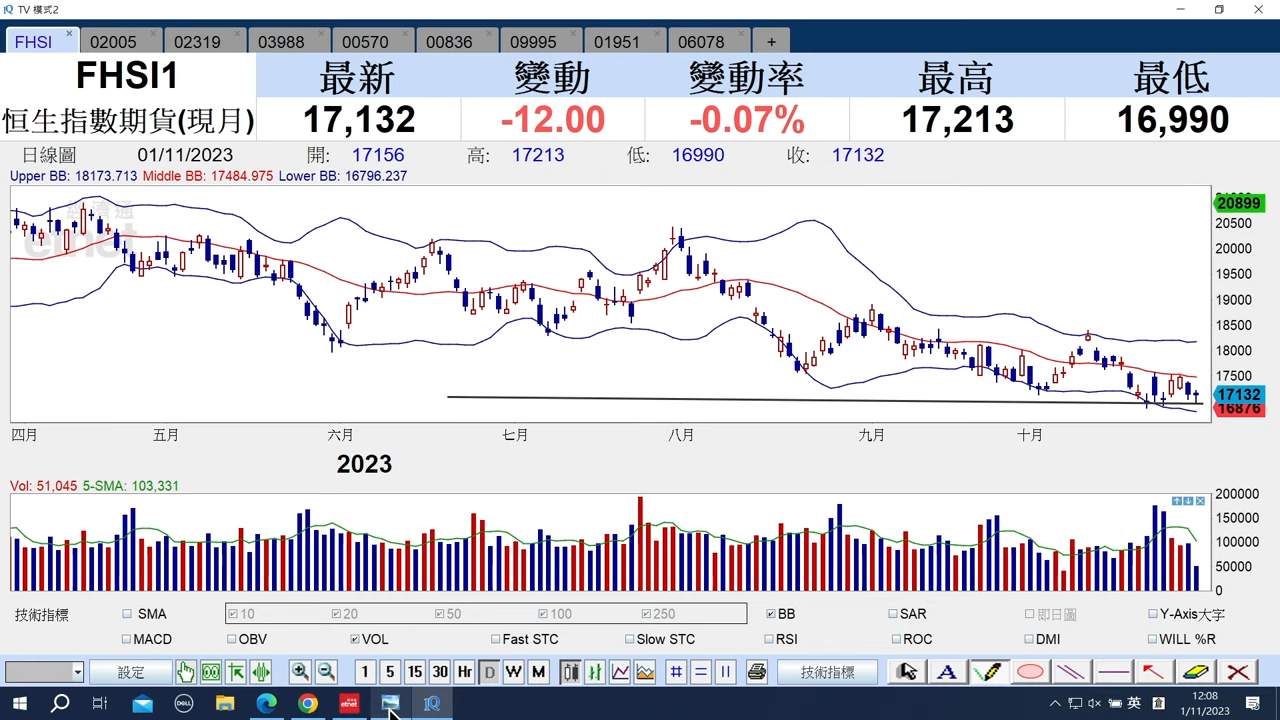 TV 模式2
FHSI 02005 02319 03988 00570 00836 09995 01951 06078 +
FHSI1 最新 變動 變動率 最高 最低
恒生指數期貨(現月) 17,132 -12.00 -0.07% 17,213 16,990
日線圖 01/11/2023 開: 17156 高: 17213 低: 16990 收: 17132
Upper BB: 18173.713 Middle BB: 17484.975 Lower BB: 16796.237
經濟通
etnet
20899
20500
20000
19500
19000
18500
18000
17500
17132
16876
四月 五月 六月 七月 八月 九月 十月
2023
Vol: 51,045 5-SMA: 103,331
200000
150000
100000
50000
0
技術指標 SMA 10 20 50 100 250 BB SAR 即日圖 Y-Axis大字
MACD OBV VOL Fast STC Slow STC RSI ROC DMI WILL %R
設定 1 5 15 30 Hr D W M 技術指標 A
DELL etnet IQ 英 12:08
1/11/2023